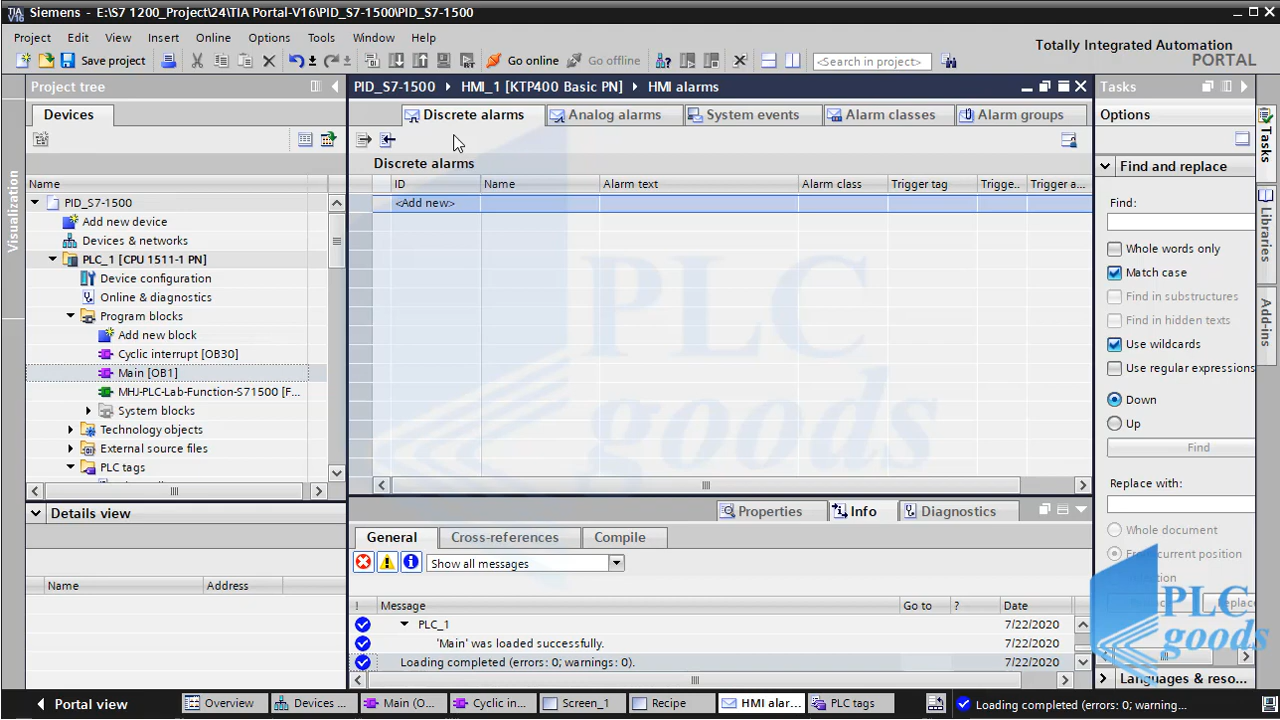 Siemens - E:\S7 1200_Project\24\TIA Portal-V16\PID_S7-1500\PID_S7-1500
TIA
V16
Project Edit View Insert Online Options Tools Window Help
Totally Integrated Automation
PORTAL
Save project
Go online
Go offline
<Search in project>
Project tree
PID_S7-1500 HMI_1 [KTP400 Basic PN] HMI alarms
Tasks
Devices
Discrete alarms
Analog alarms
System events
Alarm classes
Alarm groups
Options
Discrete alarms
Name
ID Name Alarm text Alarm class Trigger tag Trigge.. Trigger a...
<Add new>
PID_S7-1500
Add new device
Devices & networks
PLC_1 [CPU 1511-1 PN]
Device configuration
Online & diagnostics
Program blocks
Add new block
Cyclic interrupt [OB30]
Main [OB1]
MHJ-PLC-Lab-Function-S71500 [F...
System blocks
Technology objects
External source files
PLC tags
Visualization
Find and replace
Find:
Whole words only
Match case
Find in substructures
Find in hidden texts
Use wildcards
Use regular expressions
Down
Up
Find
Replace with:
Whole document
current position
Languages & reso...
Tasks
Libraries
Add-ins
PLC
goods
Details view
Name Address
Properties Info Diagnostics
General Cross-references Compile
Show all messages
! Message Go to ? Date
PLC_1 7/22/2020
'Main' was loaded successfully. 7/22/2020
Loading completed (errors: 0; warnings: 0). 7/22/2020
PLC
goods
Portal view
Overview
Devices ...
Main (O...
Cyclic in...
Screen_1
Recipe
HMI alar...
PLC tags
Loading completed (errors: 0; warning...